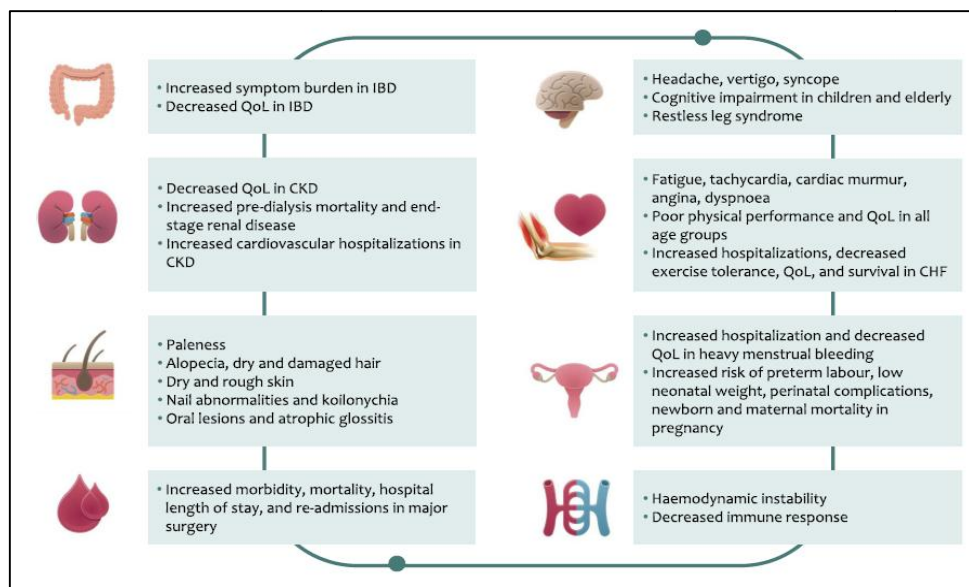 • Increased symptom burden in IBD
• Decreased QoL in IBD
• Decreased QoL in CKD
• Increased pre-dialysis mortality and end-
stage renal disease
• Increased cardiovascular hospitalizations in
CKD
• Paleness
• Alopecia, dry and damaged hair
• Dry and rough skin
• Nail abnormalities and koilonychia
• Oral lesions and atrophic glossitis
• Increased morbidity, mortality, hospital
length of stay, and re-admissions in major
surgery
• Headache, vertigo, syncope
• Cognitive impairment in children and elderly
• Restless leg syndrome
• Fatigue, tachycardia, cardiac murmur,
angina, dyspnoea
• Poor physical performance and QoL in all
age groups
• Increased hospitalizations, decreased
exercise tolerance, QoL, and survival in CHF
• Increased hospitalization and decreased
QoL in heavy menstrual bleeding
• Increased risk of preterm labour, low
neonatal weight, perinatal complications,
newborn and maternal mortality in
pregnancy
• Haemodynamic instability
• Decreased immune response